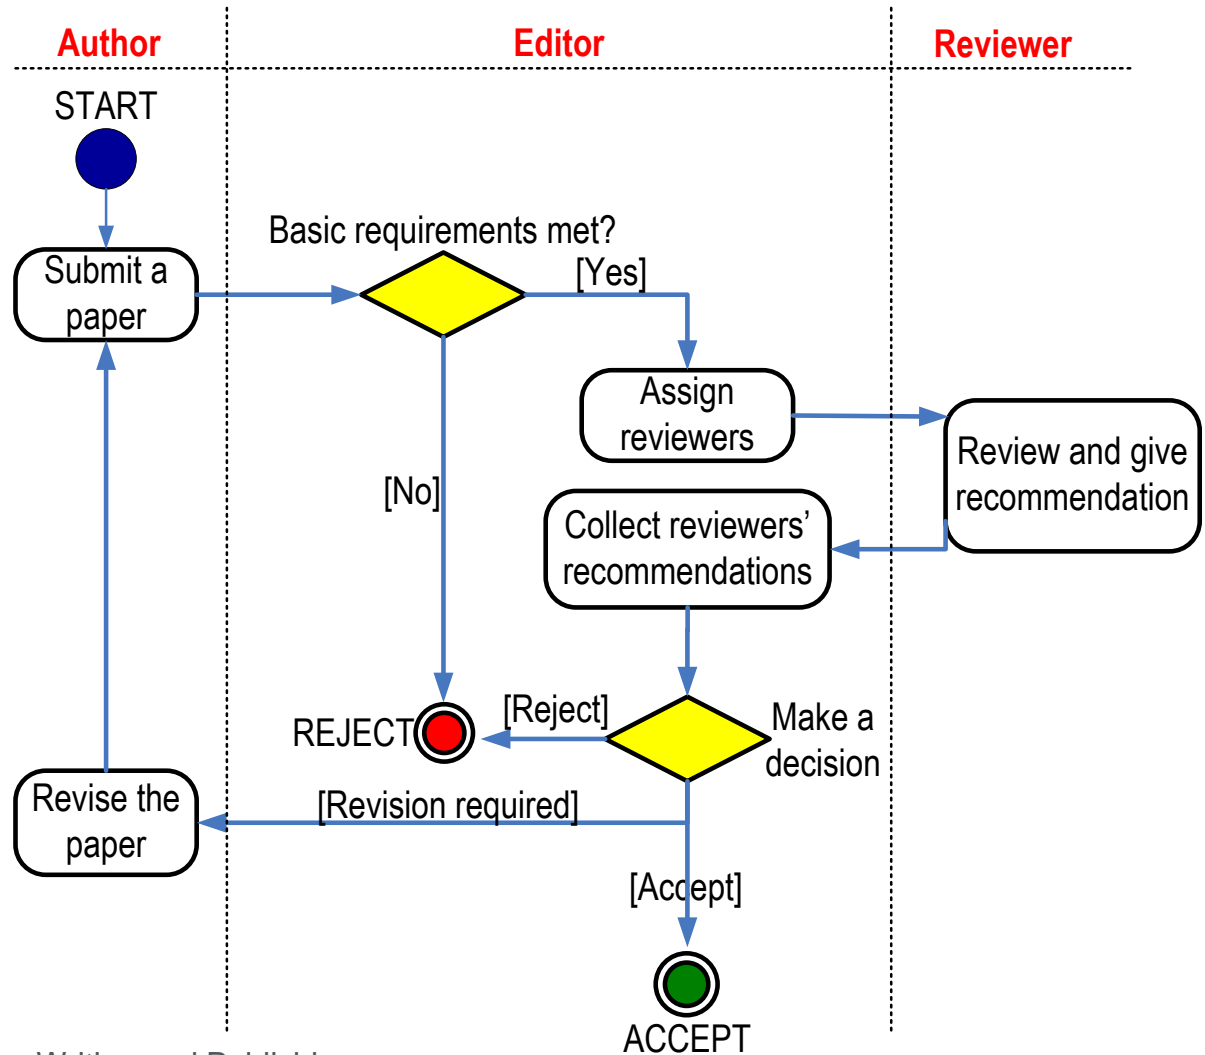 Author
Editor
Reviewer
START
Basic requirements met?
[Yes]
Submit a
paper
Assign
reviewers
Review and give
recommendation
[No]
Collect reviewers'
recommendations
[Reject]
REJECT
Make a
decision
Revise the
paper
[Revision required]
[Accept]
ACCEPT